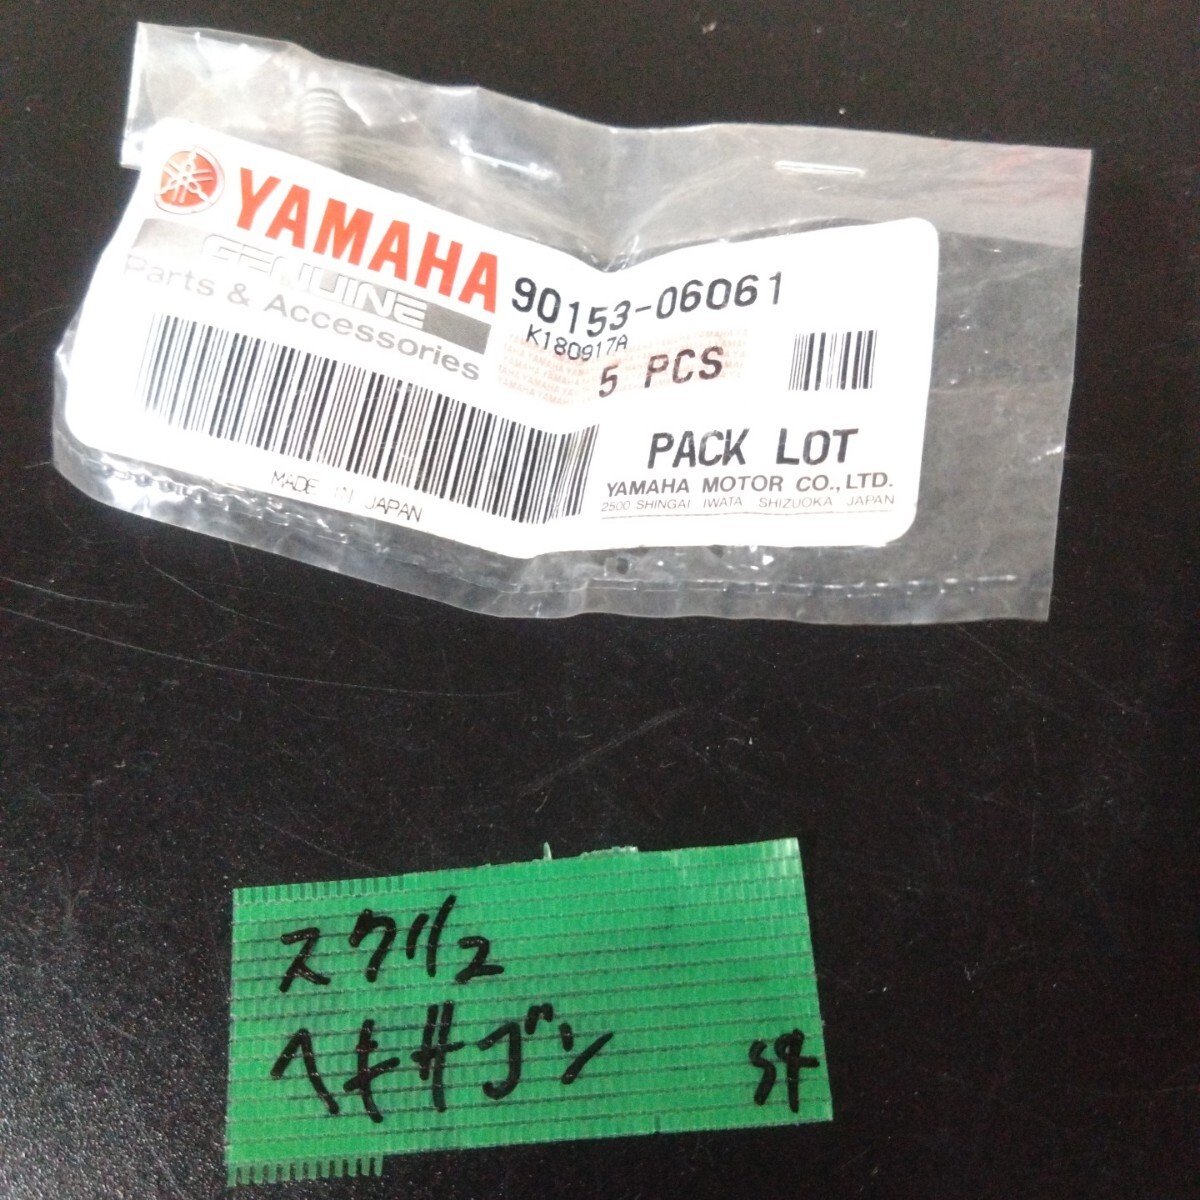 YAMAHA
GENUINE
Parts & Accessories
90153-06061
K180917A
5 PCS
PACK LOT
YAMAHA MOTOR CO., LTD.
2500 SHINGAI IWATA SHIZUOKA JAPAN
MADE IN JAPAN
スクリュ
ヘキサゴン